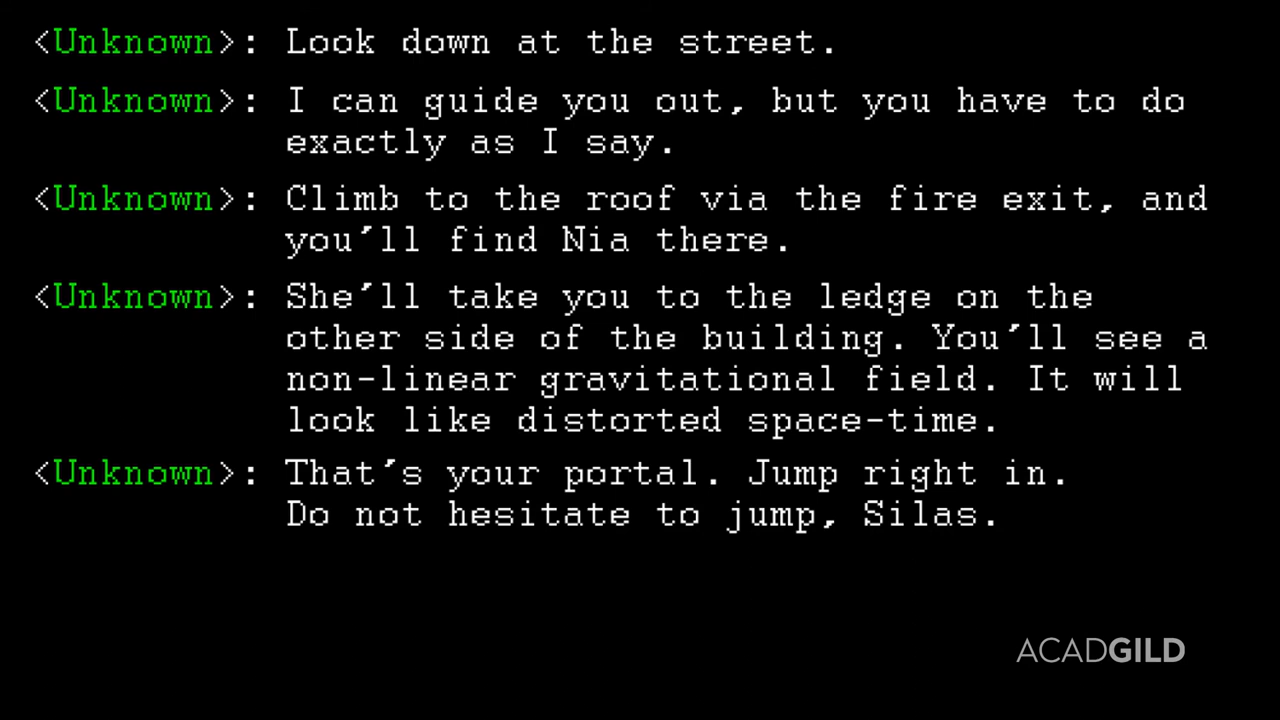 <Unknown>: Look down at the street.
<Unknown>: I can guide you out, but you have to do
exactly as I say.
<Unknown>: Climb to the roof via the fire exit, and
you'll find Nia there.
<Unknown>: She'll take you to the ledge on the
other side of the building. You'll see a
non-linear gravitational field. It will
look like distorted space-time.
<Unknown>: That's your portal. Jump right in.
Do not hesitate to jump, Silas.
ACADGILD